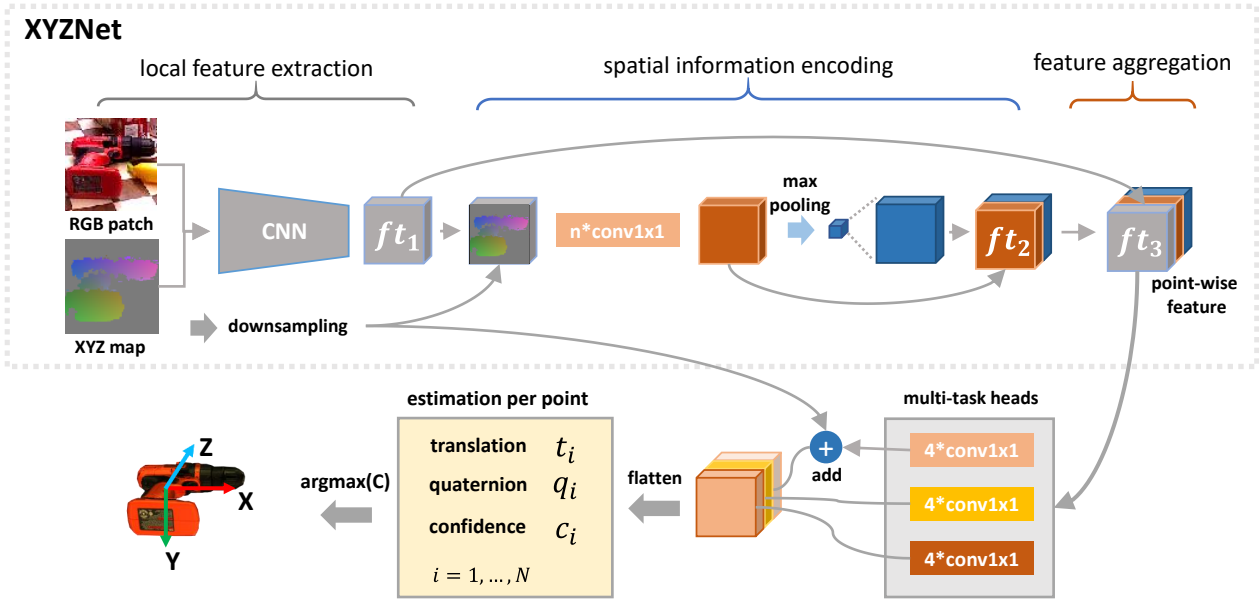 XYZNet
local feature extraction
spatial information encoding
feature aggregation
RGB patch
CNN
ft₁
n*conv1x1
max
pooling
ft₂
ft₃
point-wise
feature
XYZ map
downsampling
estimation per point
multi-task heads
translation tᵢ
quaternion qᵢ
confidence cᵢ
i = 1, ..., N
argmax(C)
flatten
+
add
4*conv1x1
4*conv1x1
4*conv1x1
Z
X
Y